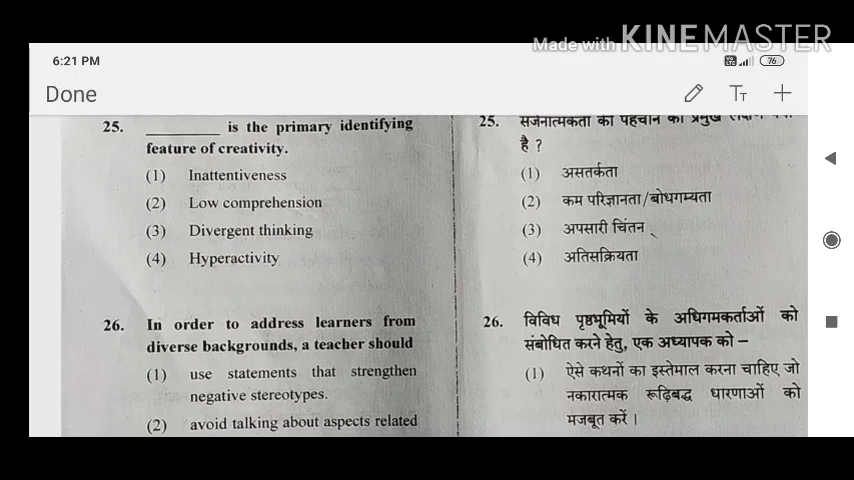 Made with KINEMASTER
6:21 PM
76
Done
25. ________ is the primary identifying
feature of creativity.
(1) Inattentiveness
(2) Low comprehension
(3) Divergent thinking
(4) Hyperactivity
26. In order to address learners from
diverse backgrounds, a teacher should
(1) use statements that strengthen
negative stereotypes.
(2) avoid talking about aspects related
25. सर्जनात्मकता की पहचान का प्रमुख
है ?
(1) असतर्कता
(2) कम परिज्ञानता/बोधगम्यता
(3) अपसारी चिंतन
(4) अतिसक्रियता
26. विविध पृष्ठभूमियों के अधिगमकर्ताओं को
संबोधित करने हेतु, एक अध्यापक को –
(1) ऐसे कथनों का इस्तेमाल करना चाहिए जो
नकारात्मक रूढ़िबद्ध धारणाओं को
मजबूत करें ।